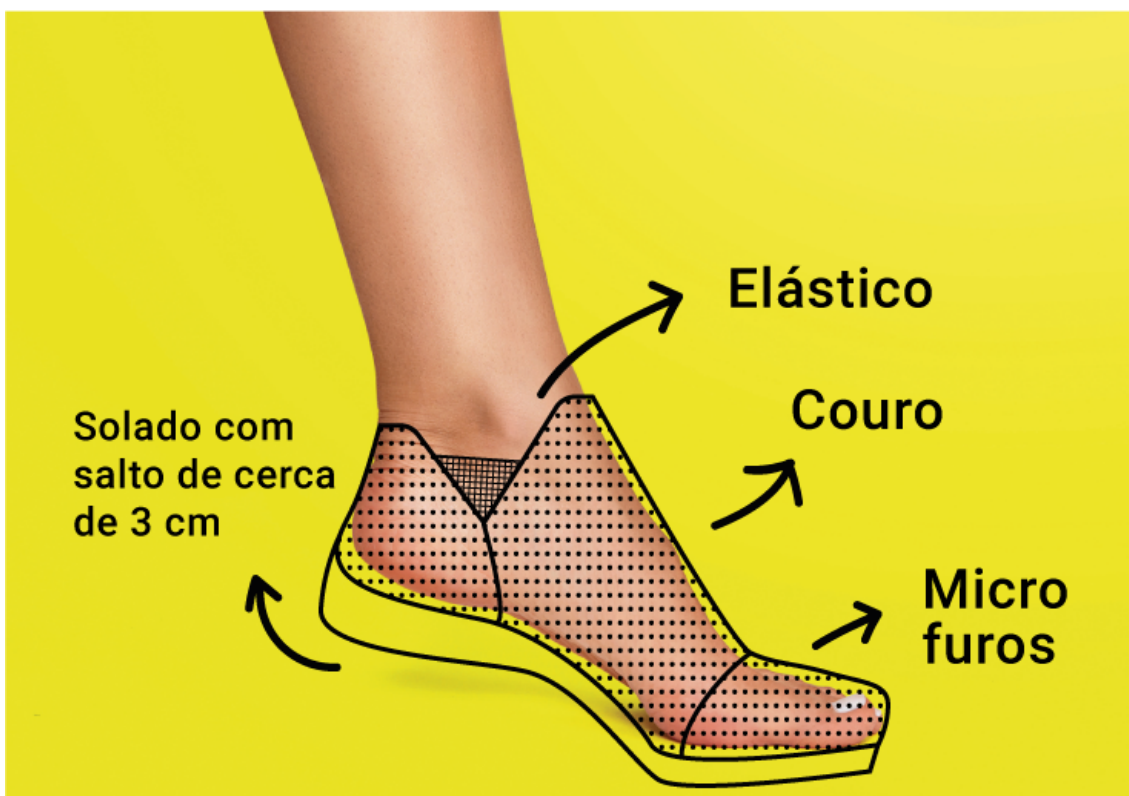 Elástico
Couro
Solado com
salto de cerca
de 3 cm
Micro
furos